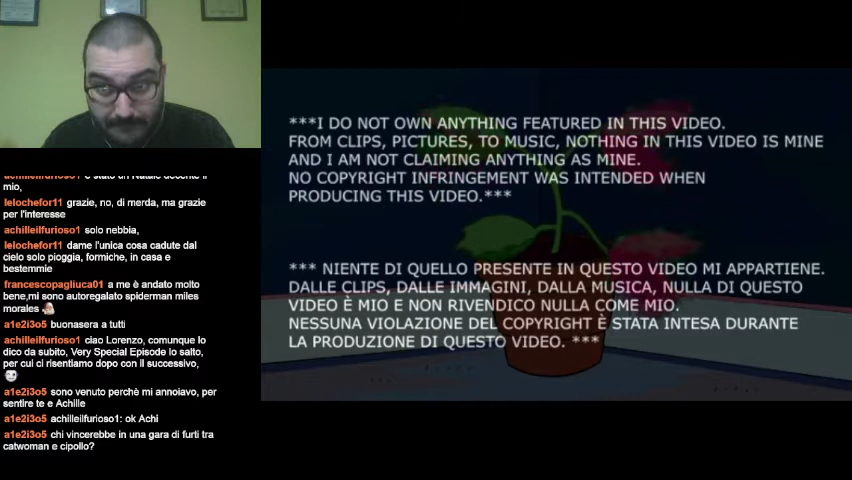 achilleilfurioso1 è stato un Natale decente il
mio,
lelochefor11 grazie, no, di merda, ma grazie
per l'interesse
achilleilfurioso1 solo nebbia,
lelochefor11 dame l'unica cosa cadute dal
cielo solo pioggia, formiche, in casa e
bestemmie
francescopagliuca01 a me è andato molto
bene,mi sono autoregalato spiderman miles
morales
a1e2i3o5 buonasera a tutti
achilleilfurioso1 ciao Lorenzo, comunque lo
dico da subito, Very Special Episode lo salto,
per cui ci risentiamo dopo con il successivo,
a1e2i3o5 sono venuto perchè mi annoiavo, per
sentire te e Achille
a1e2i3o5 achilleilfurioso1: ok Achi
a1e2i3o5 chi vincerebbe in una gara di furti tra
catwoman e cipollo?
***I DO NOT OWN ANYTHING FEATURED IN THIS VIDEO.
FROM CLIPS, PICTURES, TO MUSIC, NOTHING IN THIS VIDEO IS MINE
AND I AM NOT CLAIMING ANYTHING AS MINE.
NO COPYRIGHT INFRINGEMENT WAS INTENDED WHEN
PRODUCING THIS VIDEO.***
*** NIENTE DI QUELLO PRESENTE IN QUESTO VIDEO MI APPARTIENE.
DALLE CLIPS, DALLE IMMAGINI, DALLA MUSICA, NULLA DI QUESTO
VIDEO È MIO E NON RIVENDICO NULLA COME MIO.
NESSUNA VIOLAZIONE DEL COPYRIGHT È STATA INTESA DURANTE
LA PRODUZIONE DI QUESTO VIDEO. ***